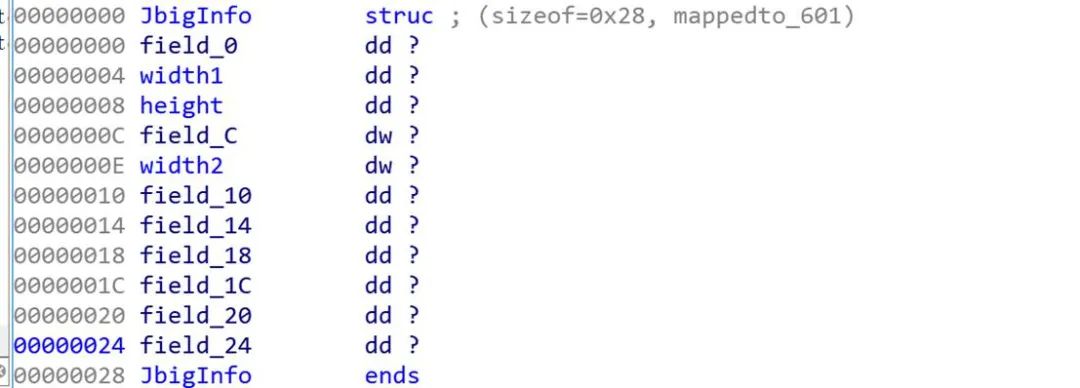 00000000 JbigInfo        struc ; (sizeof=0x28, mappedto_601)
00000000 field_0         dd ?
00000004 width1          dd ?
00000008 height          dd ?
0000000C field_C         dw ?
0000000E width2          dw ?
00000010 field_10        dd ?
00000014 field_14        dd ?
00000018 field_18        dd ?
0000001C field_1C        dd ?
00000020 field_20        dd ?
00000024 field_24        dd ?
00000028 JbigInfo        ends